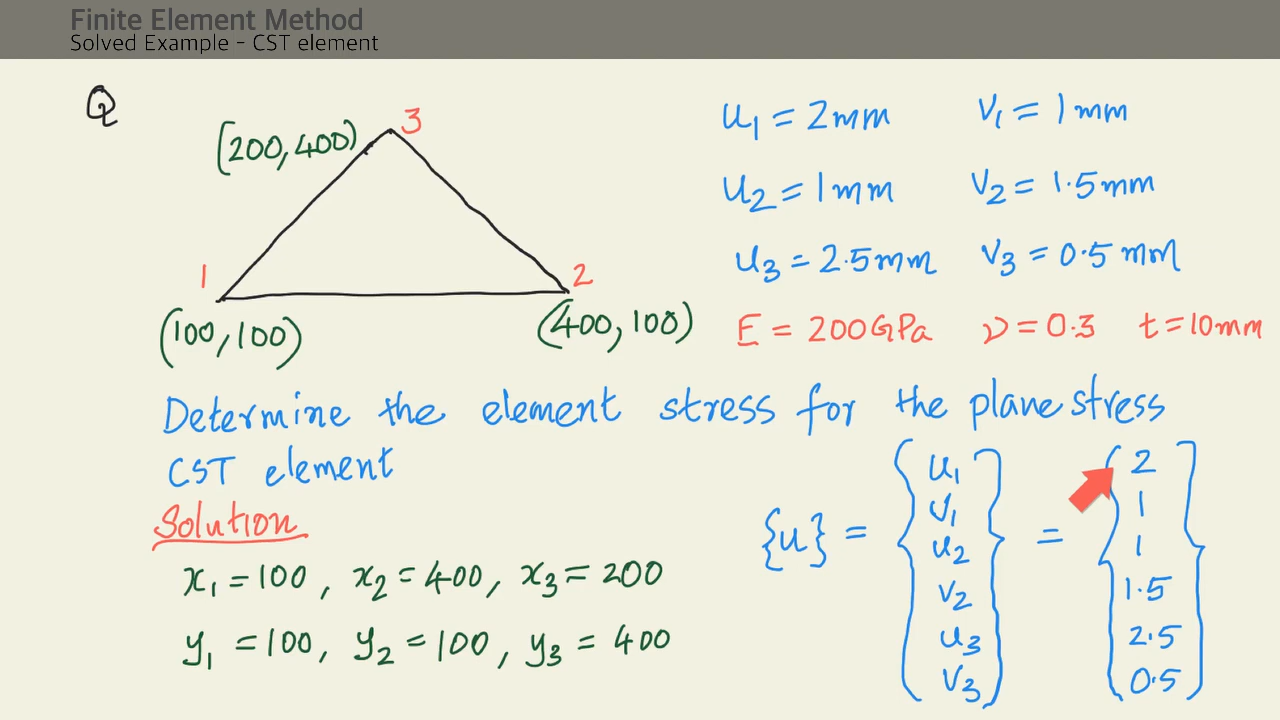 Finite Element Method
Solved Example - CST element
Q
3
(200,400)
1
2
(100,100)
(400,100)
u₁ = 2mm v₁ = 1mm
u₂ = 1mm v₂ = 1.5mm
u₃ = 2.5mm v₃ = 0.5mm
E = 200GPa ν = 0.3 t = 10mm
Determine the element stress for the plane stress
CST element
Solution
x₁ = 100, x₂ = 400, x₃ = 200
y₁ = 100, y₂ = 100, y₃ = 400
{u} = { u₁ v₁ u₂ v₂ u₃ v₃ } = { 2 1 1 1.5 2.5 0.5 }